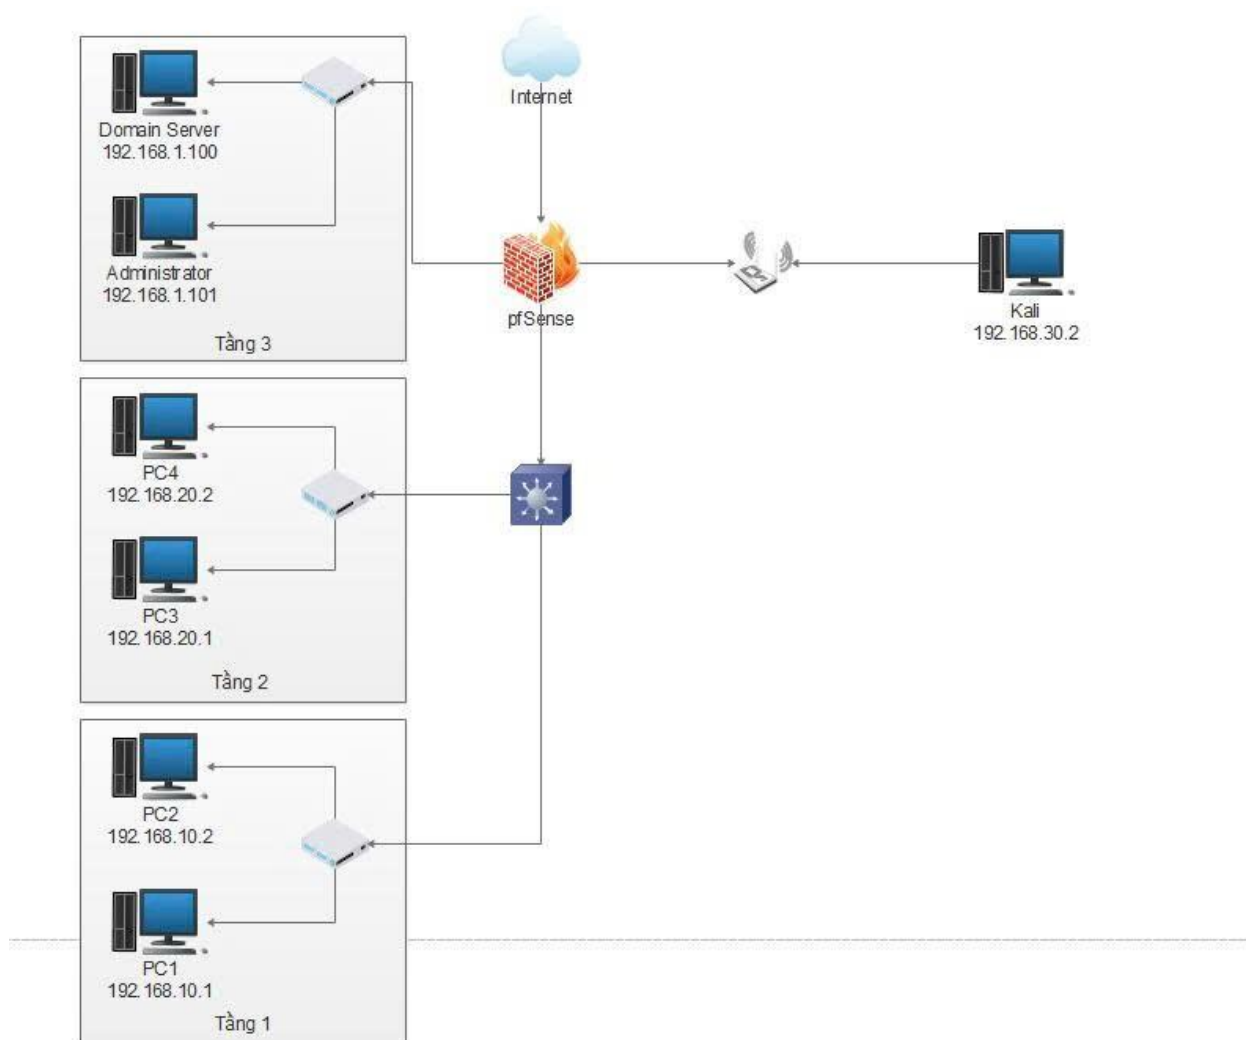 Internet
Domain Server
192.168.1.100
Administrator
192.168.1.101
Tầng 3
pfSense
Kali
192.168.30.2
PC4
192.168.20.2
PC3
192.168.20.1
Tầng 2
PC2
192.168.10.2
PC1
192.168.10.1
Tầng 1